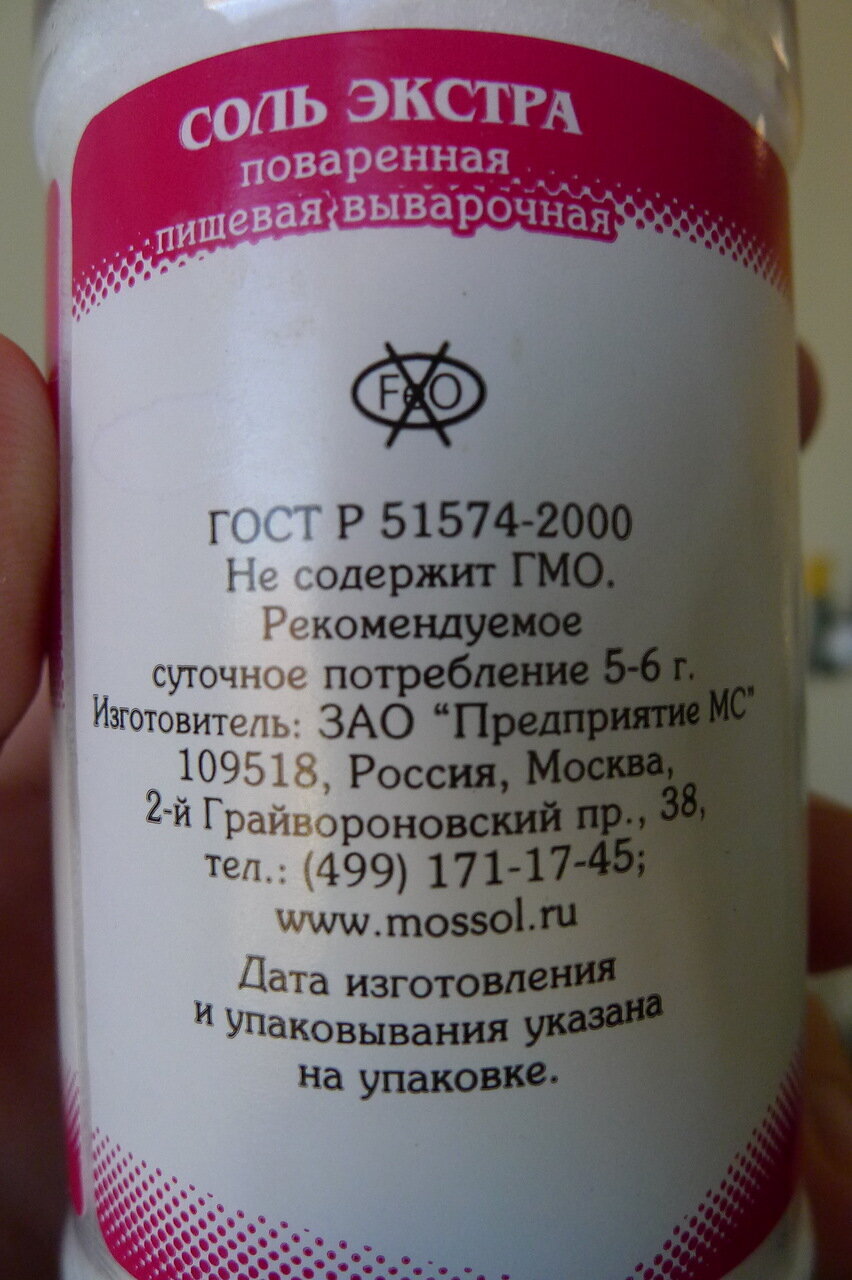 СОЛЬ ЭКСТРА
поваренная
пищевая выварочная
FeO
ГОСТ Р 51574-2000
Не содержит ГМО.
Рекомендуемое
суточное потребление 5-6 г.
Изготовитель: ЗАО “Предприятие МС”
109518, Россия, Москва,
2-й Грайвороновский пр., 38,
тел.: (499) 171-17-45;
www.mossol.ru
Дата изготовления
и упаковывания указана
на упаковке.